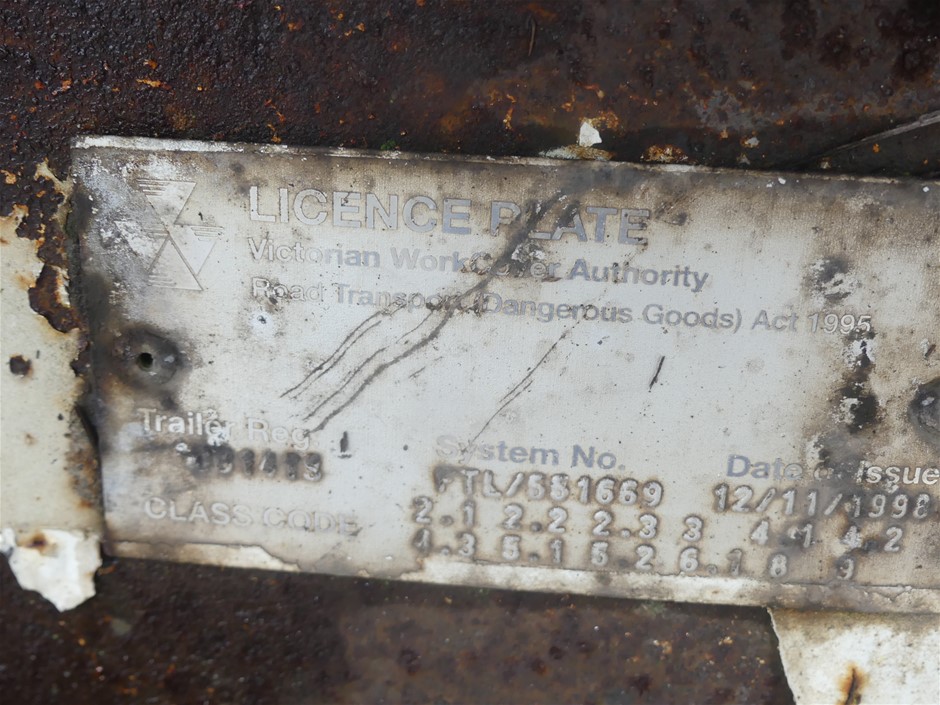 LICENCE PLATE
Victorian WorkCover Authority
Road Transport (Dangerous Goods) Act 1995
Trailer Reg
System No.
Date of Issue
12/11/1998
CLASS CODE
2.1 2.2 2.3 3 4.1 4.2
4.3 5.1 5.2 6.1 8 9